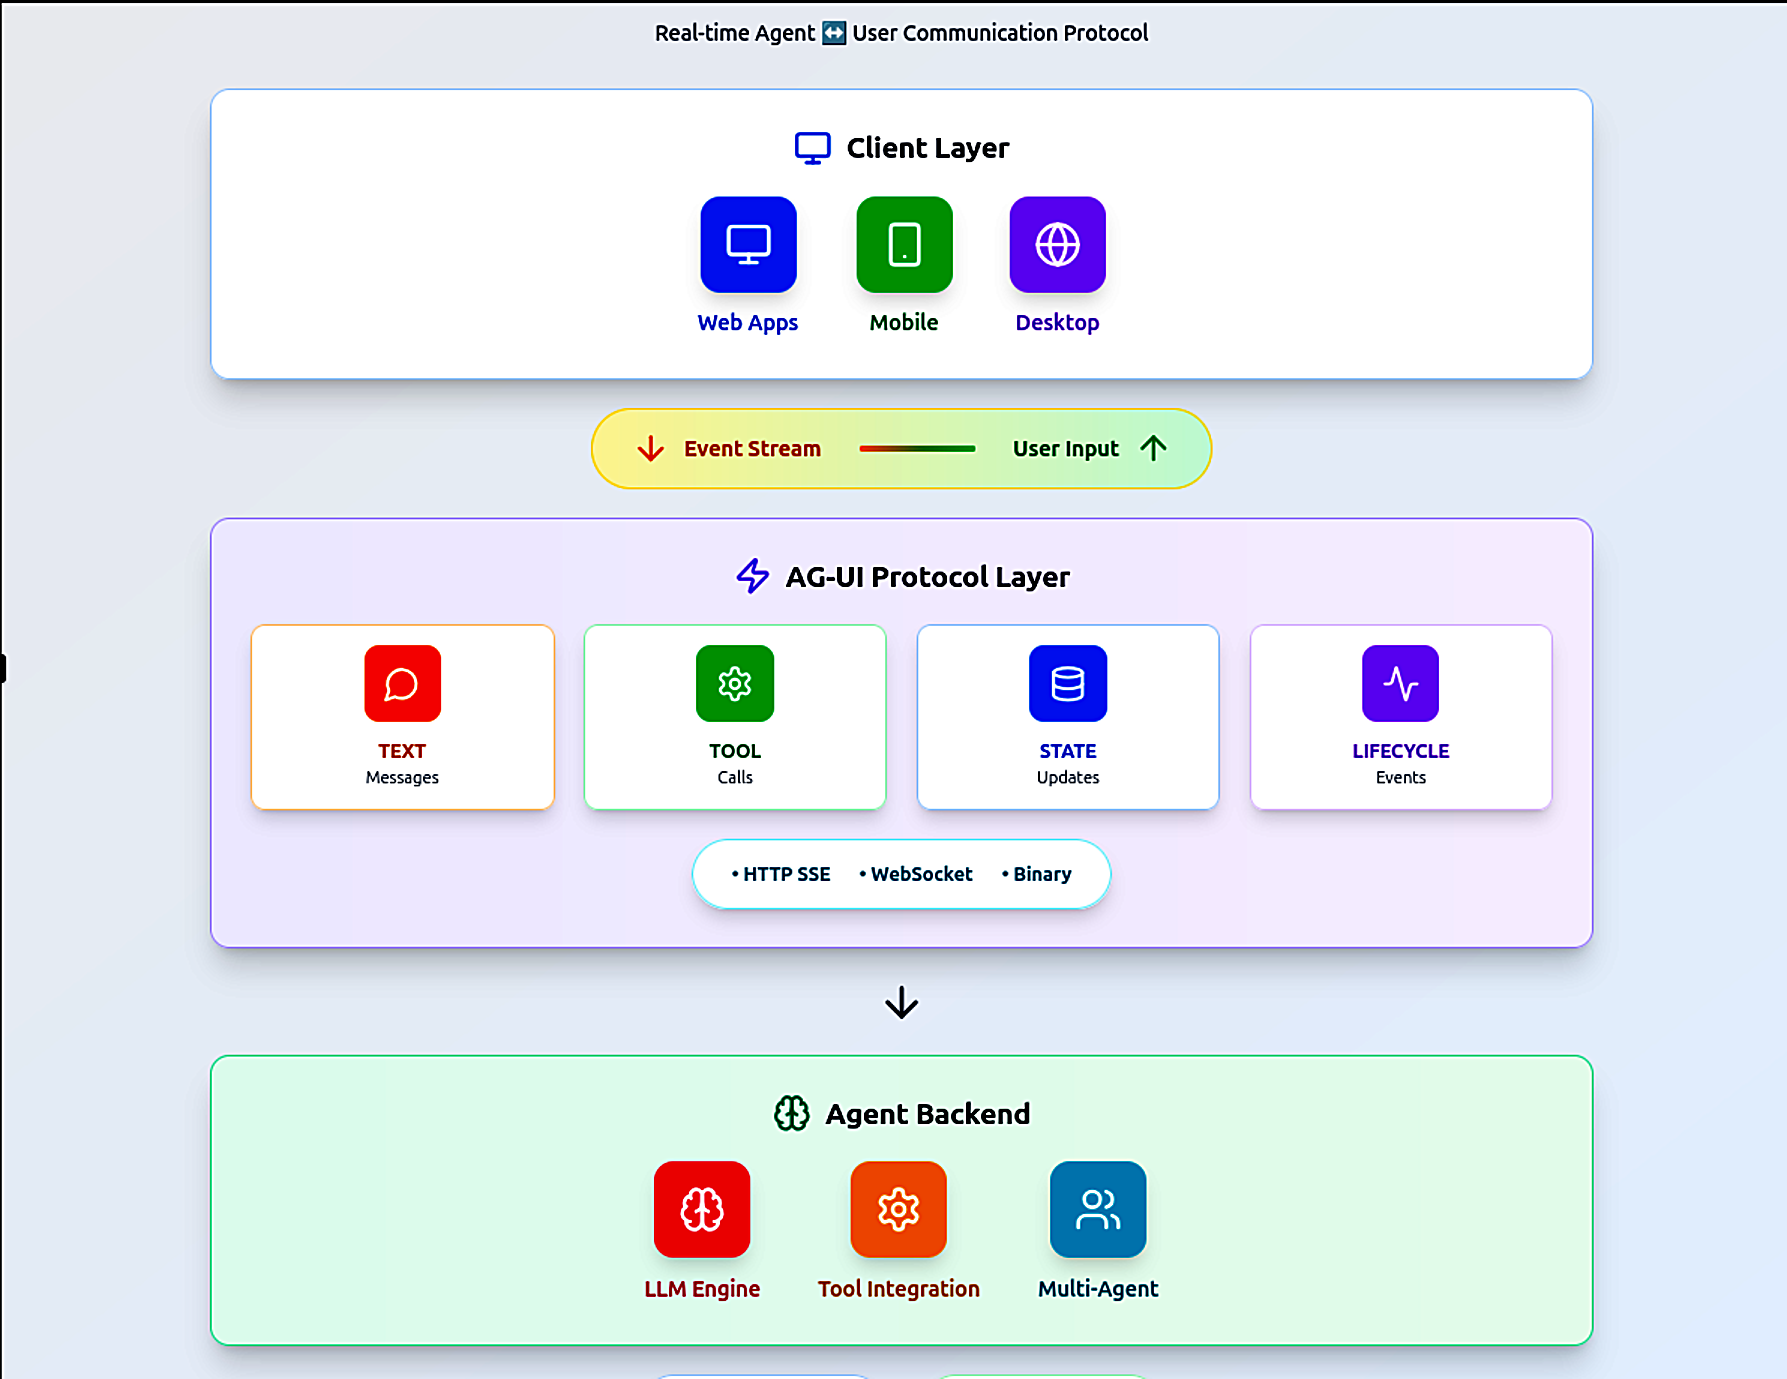 Real-time Agent ↔ User Communication Protocol
Client Layer
Web Apps
Mobile
Desktop
Event Stream
User Input
AG-UI Protocol Layer
TEXT
Messages
TOOL
Calls
STATE
Updates
LIFECYCLE
Events
• HTTP SSE • WebSocket • Binary
Agent Backend
LLM Engine
Tool Integration
Multi-Agent